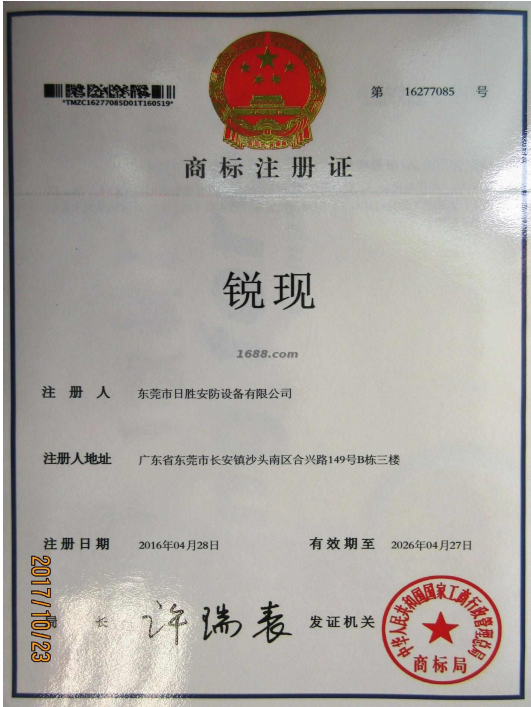 *TMZC16277085D01T160519*
第 16277085 号
商标注册证
锐现
1688.com
注册人 东莞市日胜安防设备有限公司
注册人地址 广东省东莞市长安镇沙头南区合兴路149号B栋三楼
注册日期 2016年04月28日 有效期至 2026年04月27日
局长 许瑞表 发证机关
中华人民共和国国家工商行政管理总局
商标局
2017/10/23